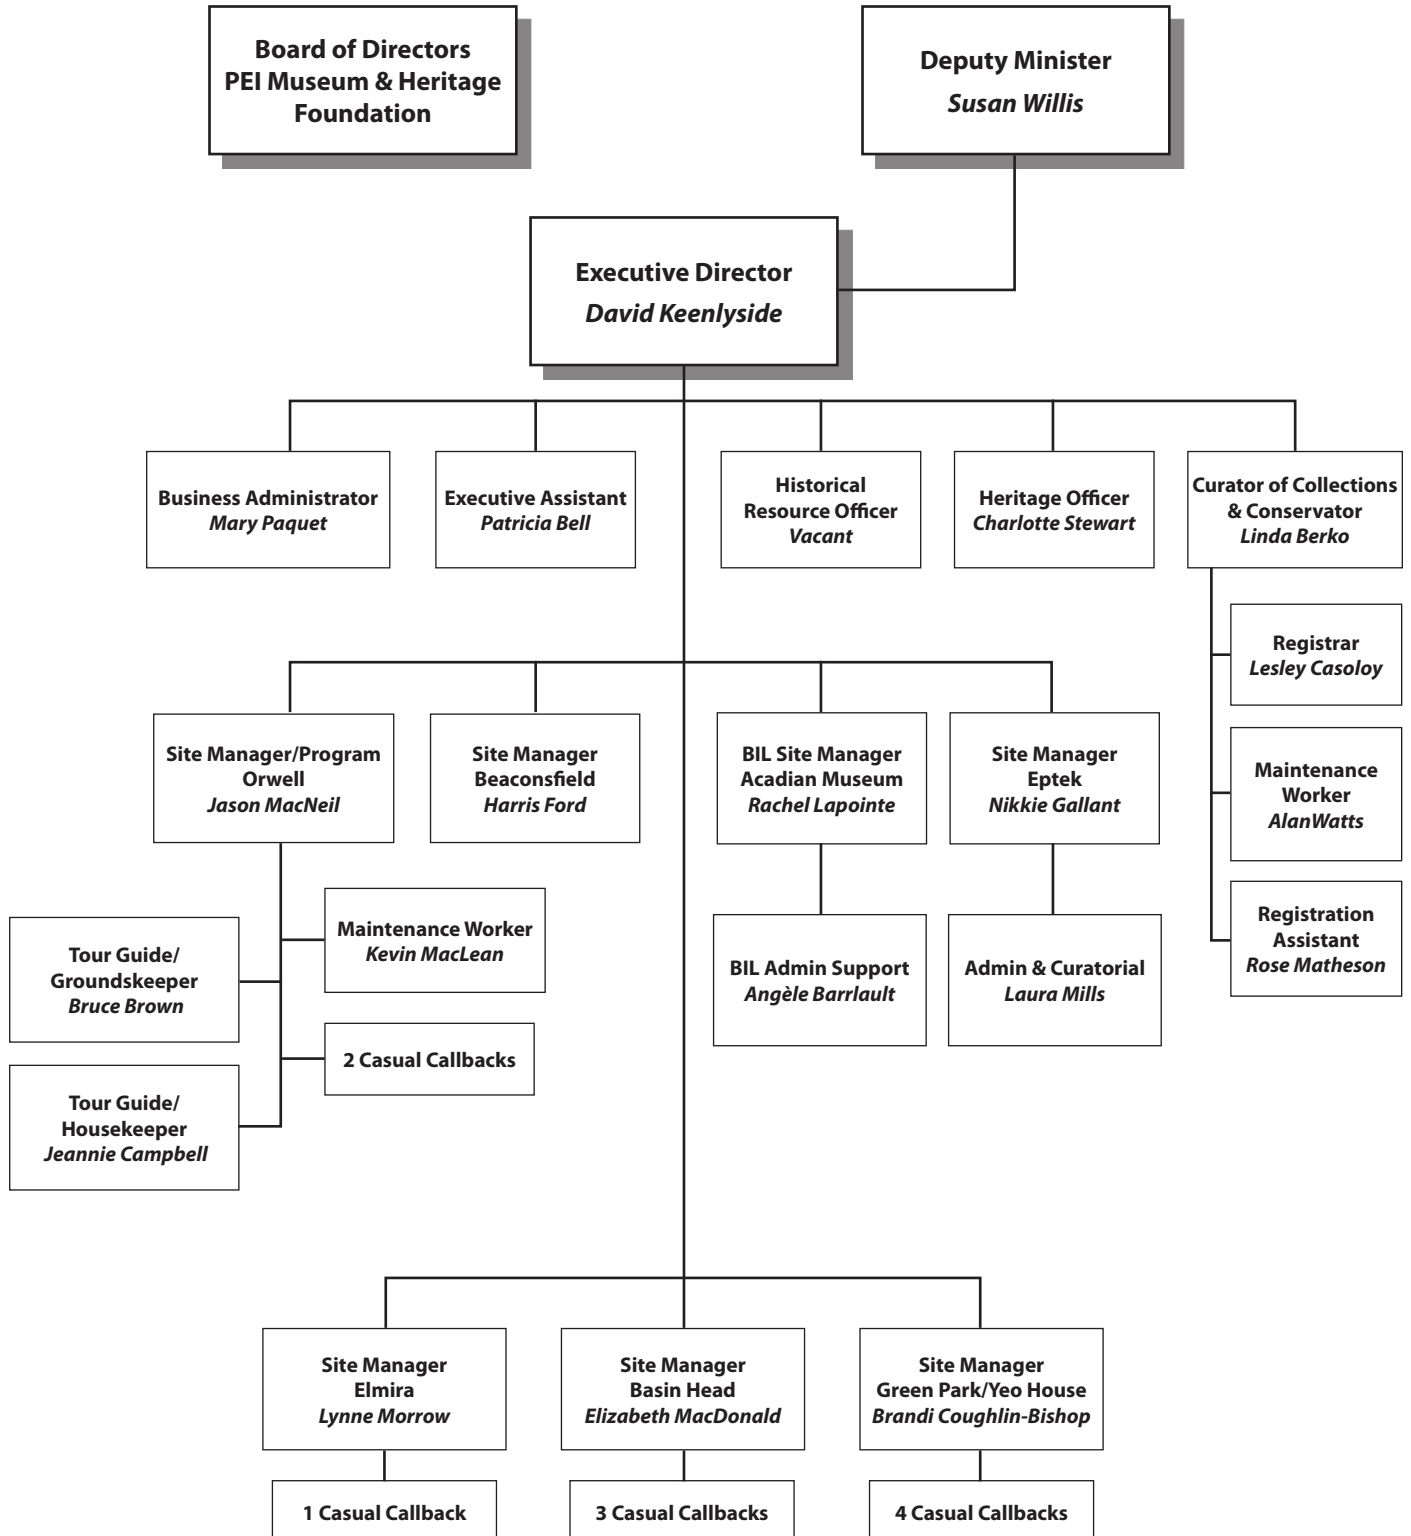 Board of Directors
PEI Museum & Heritage
Foundation
Deputy Minister
Susan Willis
Executive Director
David Keenlyside
Business Administrator
Mary Paquet
Executive Assistant
Patricia Bell
Historical
Resource Officer
Vacant
Heritage Officer
Charlotte Stewart
Curator of Collections
& Conservator
Linda Berko
Registrar
Lesley Casoloy
Maintenance
Worker
AlanWatts
Registration
Assistant
Rose Matheson
Site Manager/Program
Orwell
Jason MacNeil
Site Manager
Beaconsfield
Harris Ford
BIL Site Manager
Acadian Museum
Rachel Lapointe
Site Manager
Eptek
Nikkie Gallant
Tour Guide/
Groundskeeper
Bruce Brown
Maintenance Worker
Kevin MacLean
BIL Admin Support
Angèle Barrlault
Admin & Curatorial
Laura Mills
2 Casual Callbacks
Tour Guide/
Housekeeper
Jeannie Campbell
Site Manager
Elmira
Lynne Morrow
Site Manager
Basin Head
Elizabeth MacDonald
Site Manager
Green Park/Yeo House
Brandi Coughlin-Bishop
1 Casual Callback
3 Casual Callbacks
4 Casual Callbacks